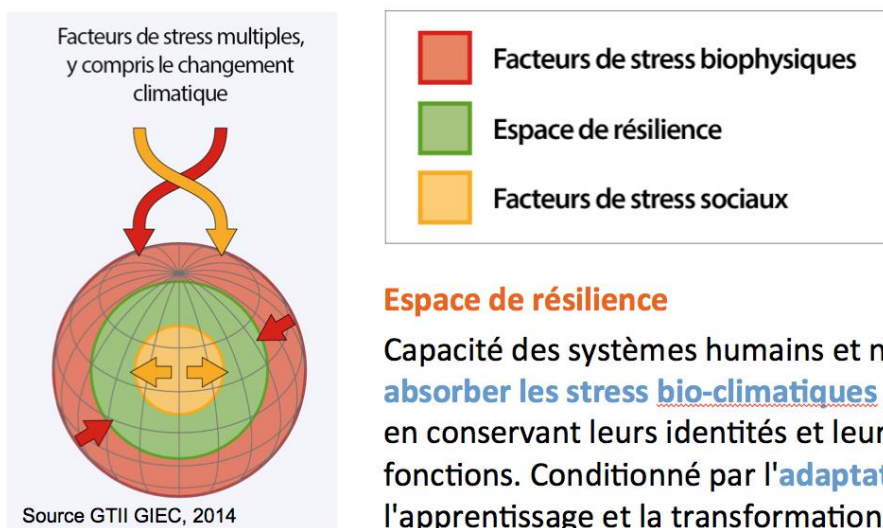 Facteurs de stress multiples,
y compris le changement
climatique
Source GTII GIEC, 2014
Facteurs de stress biophysiques
Espace de résilience
Facteurs de stress sociaux
Espace de résilience
Capacité des systèmes humains et
absorber les stress bio-climatiques
en conservant leurs identités et
fonctions. Conditionné par
l'apprentissage et la transformation